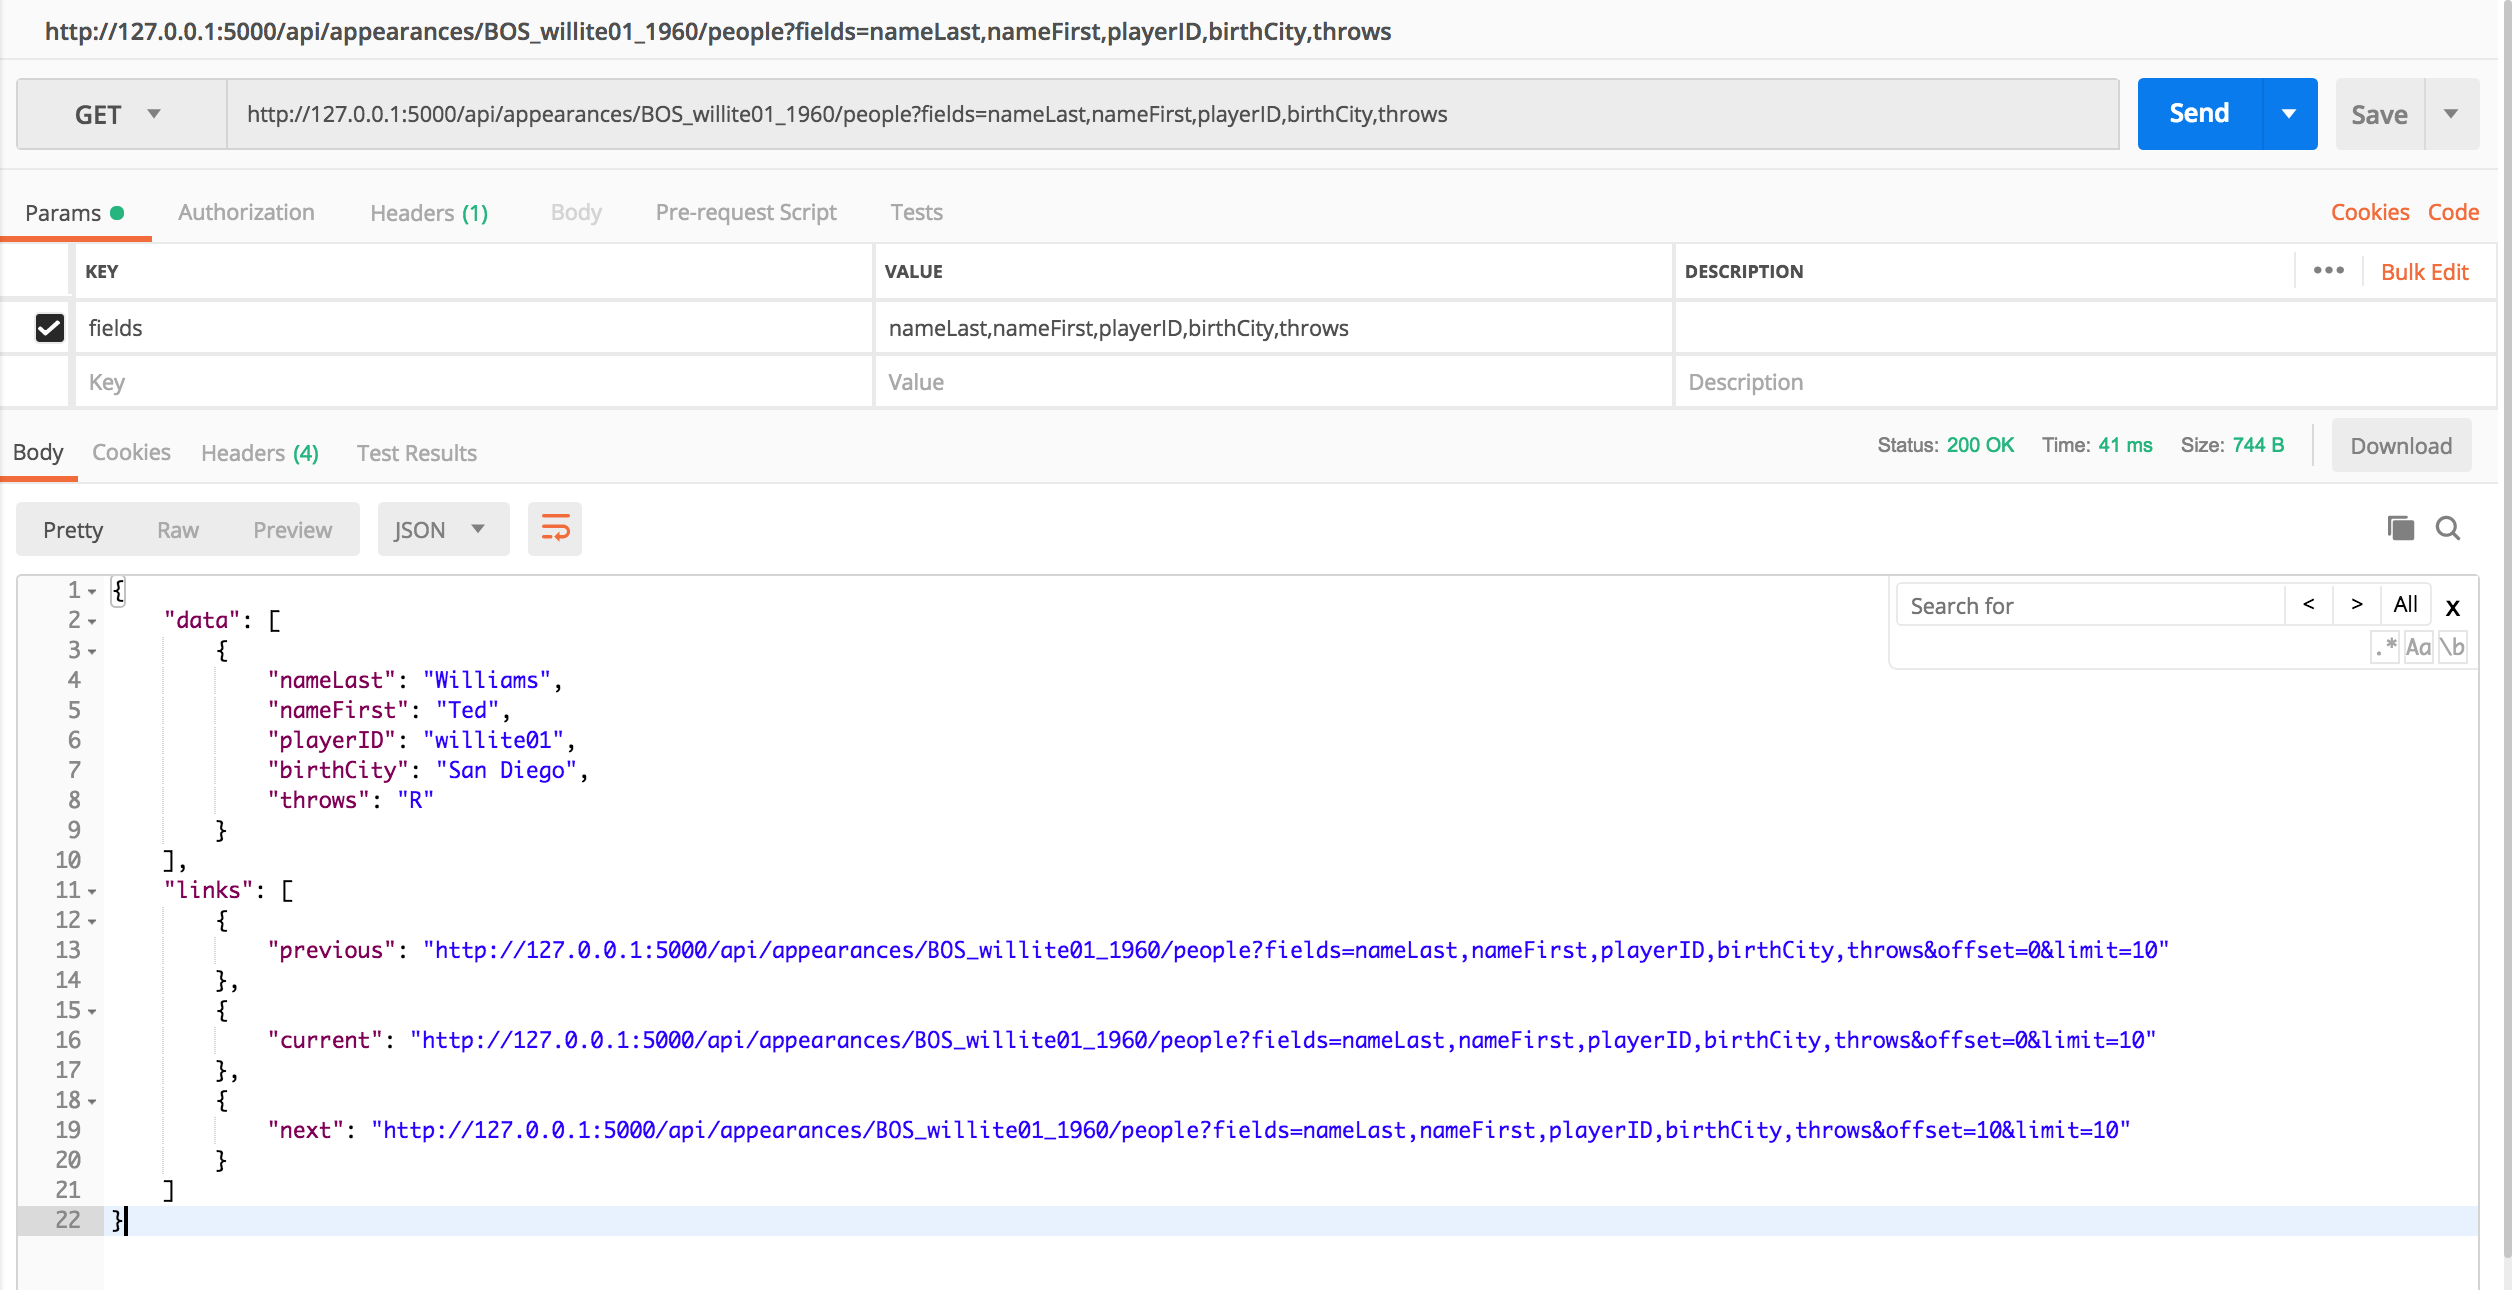 http://127.0.0.1:5000/api/appearances/BOS_willite01_1960/people?fields=nameLast,nameFirst,playerID,birthCity,throws
GET http://127.0.0.1:5000/api/appearances/BOS_willite01_1960/people?fields=nameLast,nameFirst,playerID,birthCity,throws Send Save
Params Authorization Headers (1) Body Pre-request Script Tests Cookies Code
KEY VALUE DESCRIPTION ••• Bulk Edit
fields nameLast,nameFirst,playerID,birthCity,throws
Key Value Description
Body Cookies Headers (4) Test Results Status: 200 OK Time: 41 ms Size: 744 B Download
Pretty Raw Preview JSON
Search for < > All x
.* Aa \b
1 {
2 "data": [
3 {
4 "nameLast": "Williams",
5 "nameFirst": "Ted",
6 "playerID": "willite01",
7 "birthCity": "San Diego",
8 "throws": "R"
9 }
10 ],
11 "links": [
12 {
13 "previous": "http://127.0.0.1:5000/api/appearances/BOS_willite01_1960/people?fields=nameLast,nameFirst,playerID,birthCity,throws&offset=0&limit=10"
14 },
15 {
16 "current": "http://127.0.0.1:5000/api/appearances/BOS_willite01_1960/people?fields=nameLast,nameFirst,playerID,birthCity,throws&offset=0&limit=10"
17 },
18 {
19 "next": "http://127.0.0.1:5000/api/appearances/BOS_willite01_1960/people?fields=nameLast,nameFirst,playerID,birthCity,throws&offset=10&limit=10"
20 }
21 ]
22 }